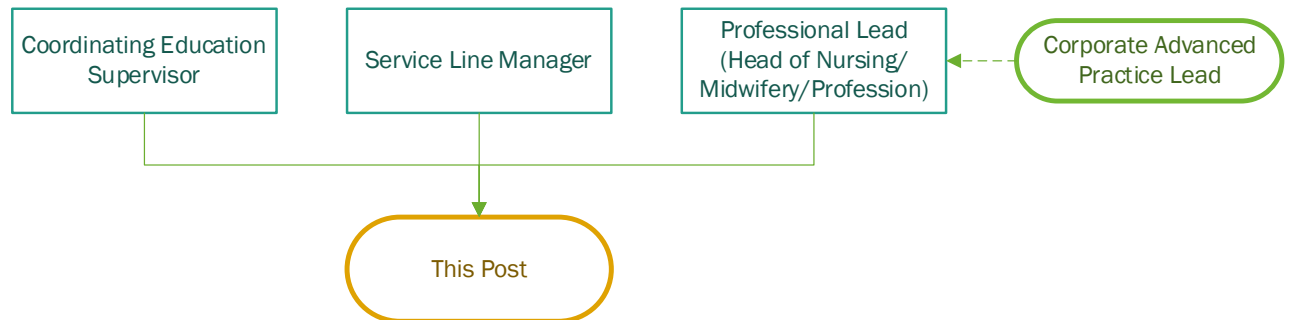 Coordinating Education
Supervisor
Service Line Manager
Professional Lead
(Head of Nursing/
Midwifery/Profession)
Corporate Advanced
Practice Lead
This Post